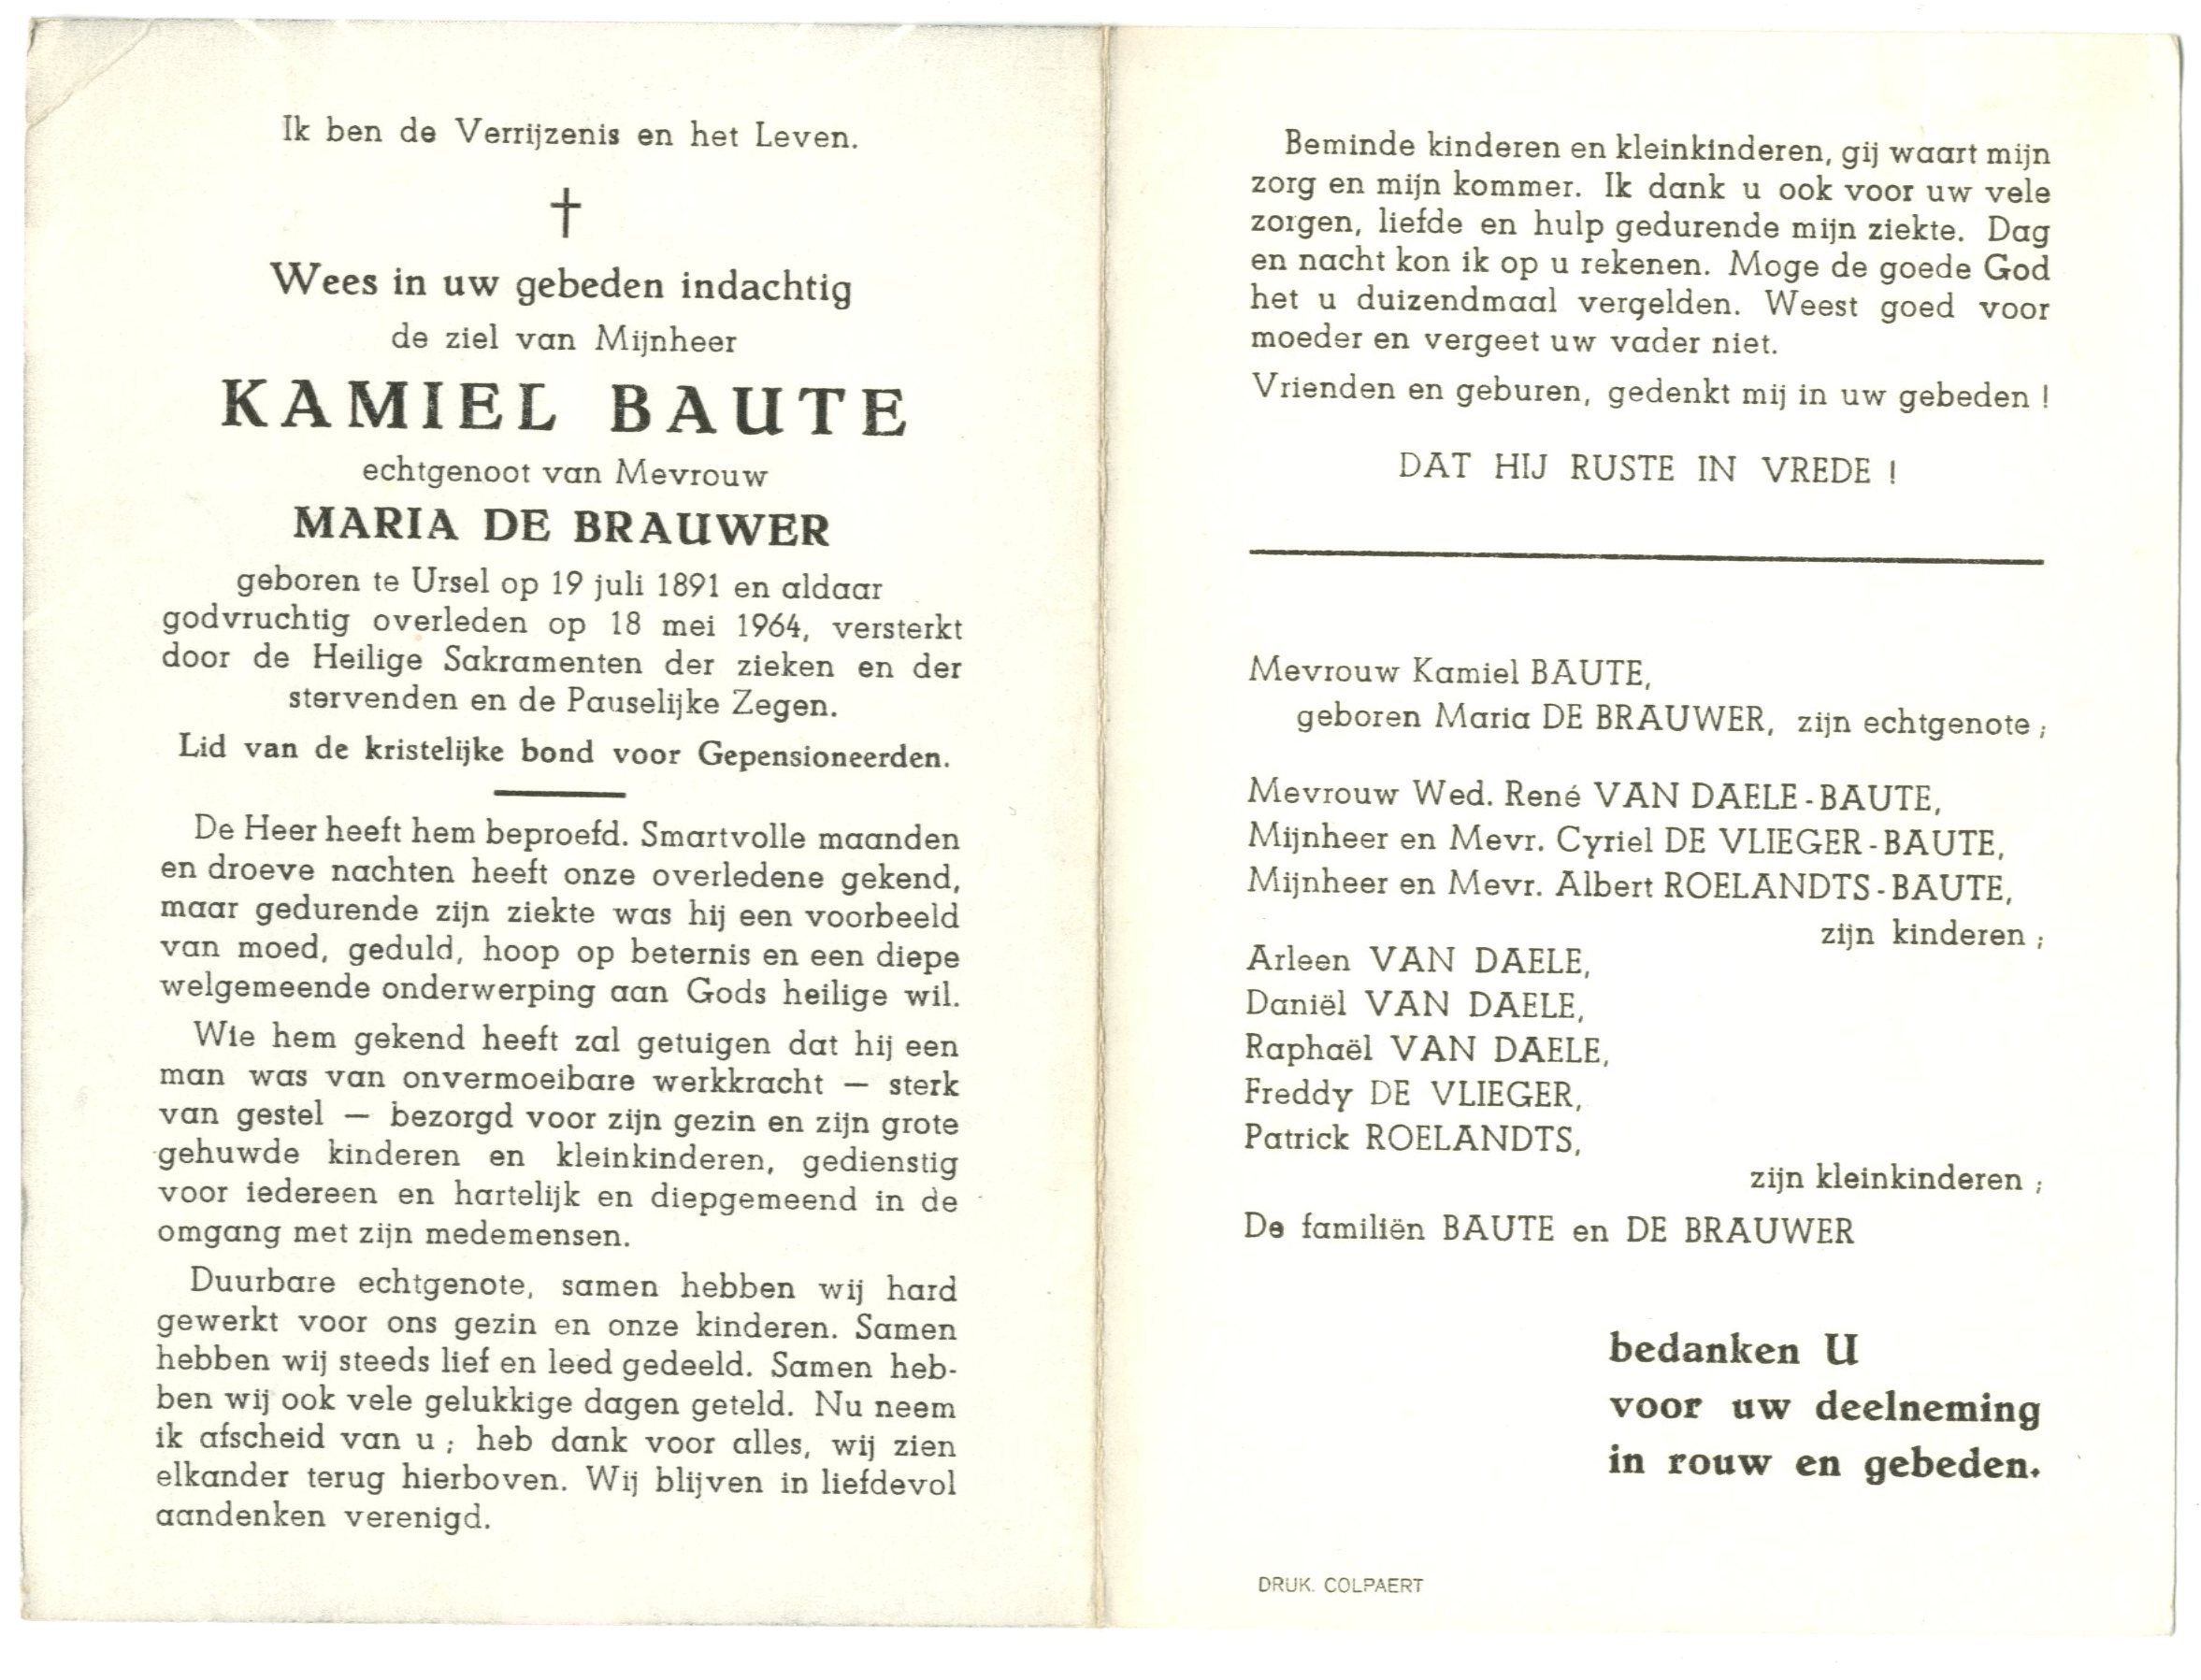 Ik ben de Verrijzenis en het Leven.
Wees in uw gebeden indachtig
de ziel van Mijnheer
KAMIEL BAUTE
echtgenoot van Mevrouw
MARIA DE BRAUWER
geboren te Ursel op 19 juli 1891 en aldaar
godvruchtig overleden op 18 mei 1964, versterkt
door de Heilige Sakramenten der zieken en der
stervenden en de Pauselijke Zegen.
Lid van de kristelijke bond voor Gepensioneerden.
De Heer heeft hem beproefd. Smartvolle maanden
en droeve nachten heeft onze overledene gekend,
maar gedurende zijn ziekte was hij een voorbeeld
van moed, geduld, hoop op beternis en een diepe
welgemeende onderwerping aan Gods heilige wil.
Wie hem gekend heeft zal getuigen dat hij een
man was van onvermoeibare werkkracht — sterk
van gestel — bezorgd voor zijn gezin en zijn grote
gehuwde kinderen en kleinkinderen, gedienstig
voor iedereen en hartelijk en diepgemeend in de
omgang met zijn medemensen.
Duurbare echtgenote, samen hebben wij hard
gewerkt voor ons gezin en onze kinderen. Samen
hebben wij steeds lief en leed gedeeld. Samen heb-
ben wij ook vele gelukkige dagen geteld. Nu neem
ik afscheid van u ; heb dank voor alles, wij zien
elkander terug hierboven. Wij blijven in liefdevol
aandenken verenigd.
Beminde kinderen en kleinkinderen, gij waart mijn
zorg en mijn kommer. Ik dank u ook voor uw vele
zorgen, liefde en hulp gedurende mijn ziekte. Dag
en nacht kon ik op u rekenen. Moge de goede God
het u duizendmaal vergelden. Weest goed voor
moeder en vergeet uw vader niet.
Vrienden en geburen, gedenkt mij in uw gebeden !
DAT HIJ RUSTE IN VREDE !
Mevrouw Kamiel BAUTE,
geboren Maria DE BRAUWER, zijn echtgenote ;
Mevrouw Wed. René VAN DAELE - BAUTE,
Mijnheer en Mevr. Cyriel DE VLIEGER - BAUTE,
Mijnheer en Mevr. Albert ROELANDTS - BAUTE,
zijn kinderen ;
Arleen VAN DAELE,
Daniël VAN DAELE,
Raphaël VAN DAELE,
Freddy DE VLIEGER,
Patrick ROELANDTS,
zijn kleinkinderen ;
De familiën BAUTE en DE BRAUWER
bedanken U
voor uw deelneming
in rouw en gebeden.
DRUK. COLPAERT